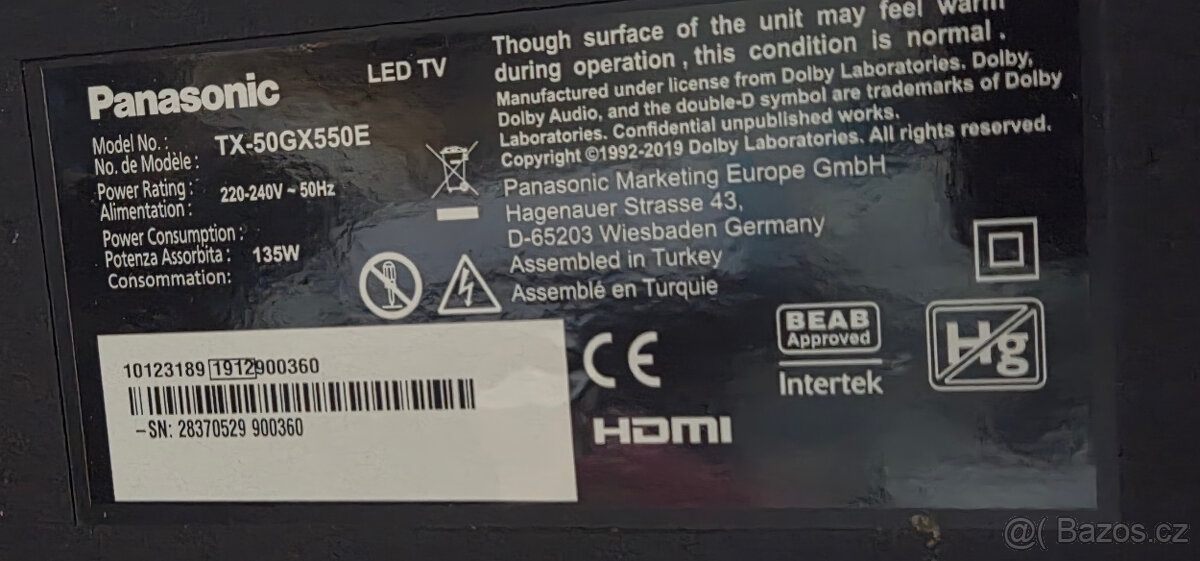 Panasonic
LED TV
Model No. :
No. de Modèle :
TX-50GX550E
Power Rating :
Alimentation :
220-240V ~ 50Hz
Power Consumption :
Potenza Assorbita :
Consommation:
135W
Though surface of the unit may feel warm
during operation , this condition is normal .
Manufactured under license from Dolby Laboratories. Dolby,
Dolby Audio, and the double-D symbol are trademarks of Dolby
Laboratories. Confidential unpublished works.
Copyright ©1992-2019 Dolby Laboratories. All rights reserved.
Panasonic Marketing Europe GmbH
Hagenauer Strasse 43,
D-65203 Wiesbaden Germany
Assembled in Turkey
Assemblé en Turquie
10123189 1912900360
-SN: 28370529 900360
CE
HDMI
BEAB
Approved
Intertek
Hg
@( Bazos.cz